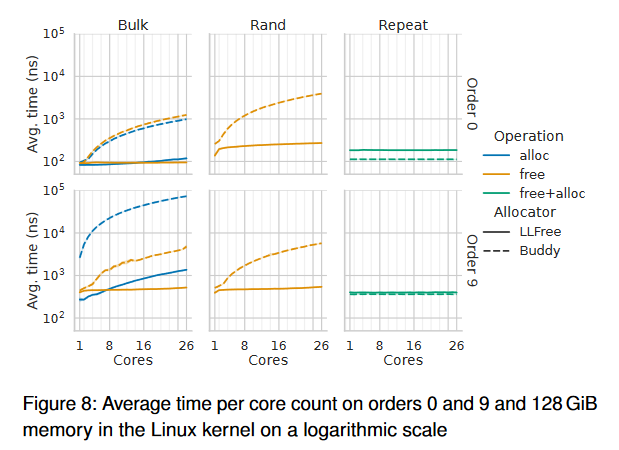 Bulk Rand Repeat
Avg. time (ns)
10^5
10^4
10^3
10^2
Order 0
Avg. time (ns)
10^5
10^4
10^3
10^2
Order 9
1 8 16 26
Cores
1 8 16 26
Cores
1 8 16 26
Cores
Operation
alloc
free
free+alloc
Allocator
LLFree
Buddy
Figure 8: Average time per core count on orders 0 and 9 and 128 GiB
memory in the Linux kernel on a logarithmic scale